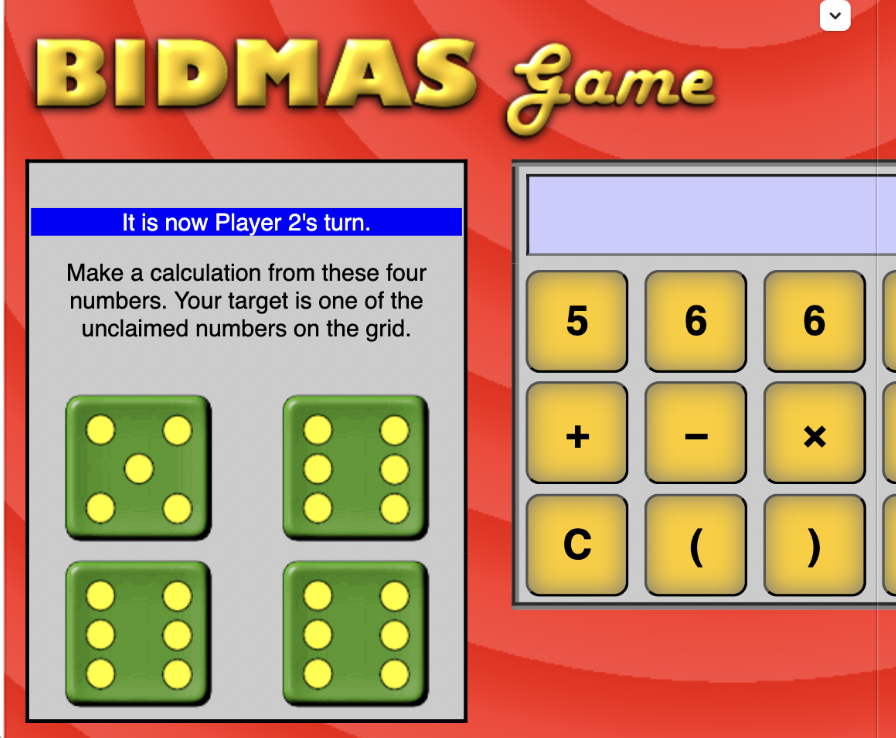 BIDMAS Game
It is now Player 2's turn.
Make a calculation from these four
numbers. Your target is one of the
unclaimed numbers on the grid.
5 6 6
+ − ×
C ( )